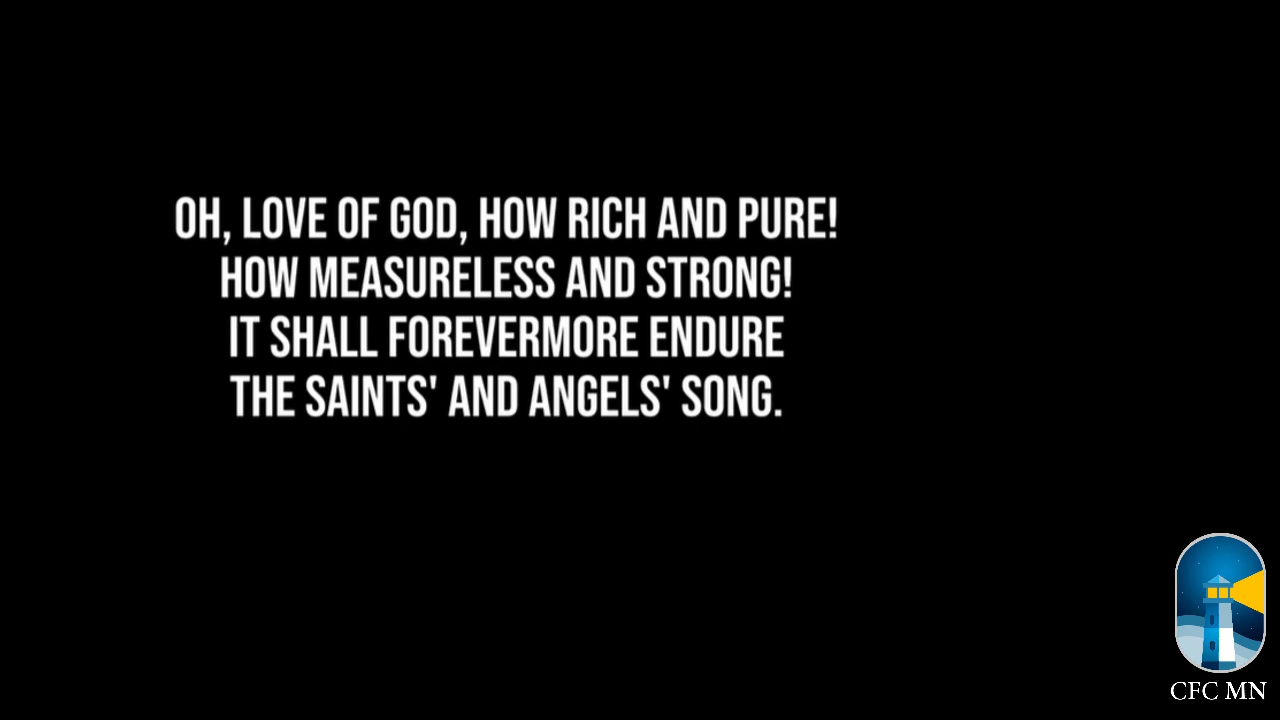 OH, LOVE OF GOD, HOW RICH AND PURE!
HOW MEASURELESS AND STRONG!
IT SHALL FOREVERMORE ENDURE
THE SAINTS' AND ANGELS' SONG.
CFC MN